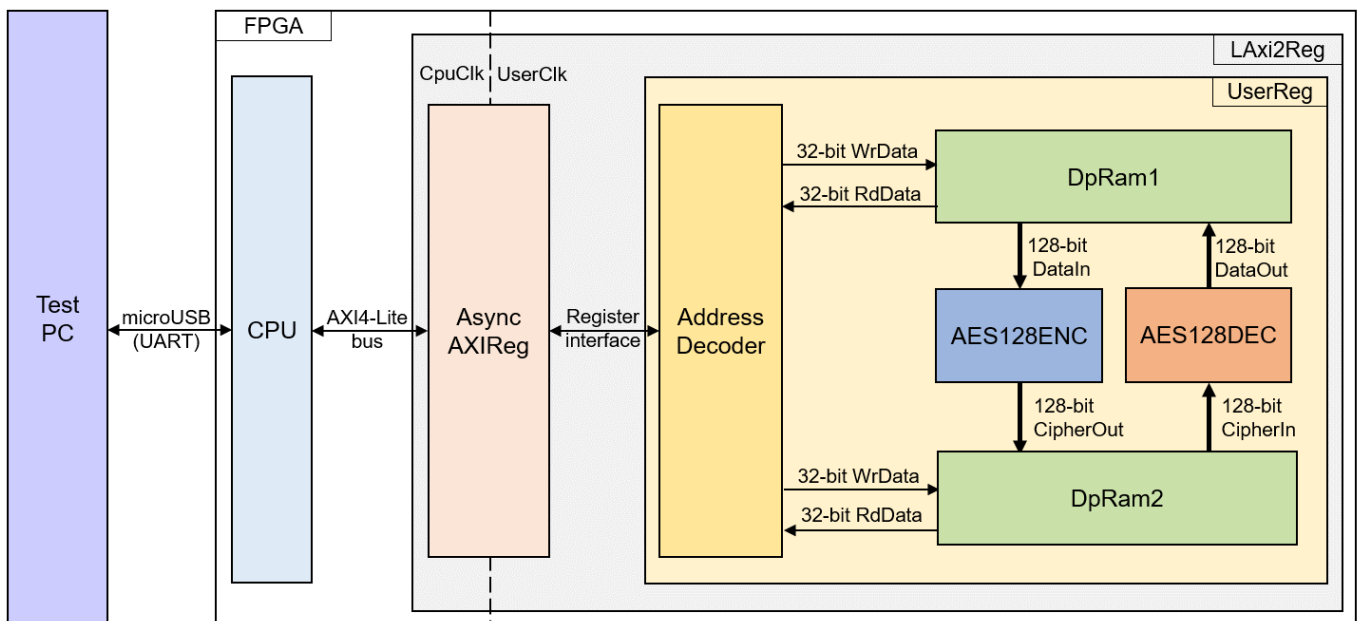 FPGA
LAxi2Reg
CpuClk
UserClk
UserReg
Test
PC
microUSB
(UART)
CPU
AXI4-Lite
bus
Async
AXIReg
Register
interface
Address
Decoder
32-bit WrData
32-bit RdData
DpRam1
128-bit
DataIn
128-bit
DataOut
AES128ENC
AES128DEC
128-bit
CipherOut
128-bit
CipherIn
32-bit WrData
32-bit RdData
DpRam2